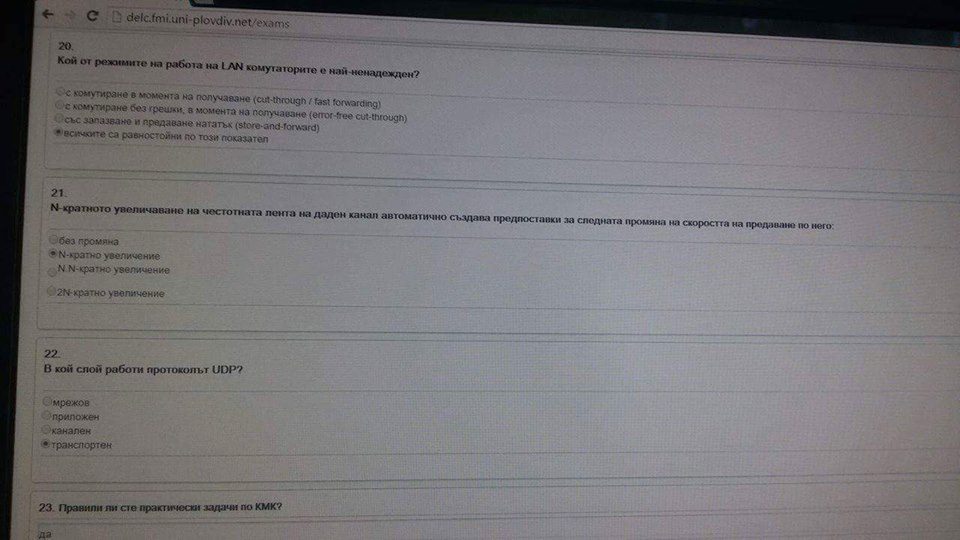 delc.fmi.uni-plovdiv.net/exams
20.
Кой от режимите на работа на LAN комутаторите е най-ненадежден?
с комутиране в момента на получаване (cut-through / fast forwarding)
с комутиране без грешки, в момента на получаване (error-free cut-through)
със запазване и предаване нататък (store-and-forward)
всичките са равностойни по този показател
21.
N-кратното увеличаване на честотната лента на даден канал автоматично създава предпоставки за следната промяна на скоростта на предаване по него:
без промяна
N-кратно увеличение
N.N-кратно увеличение
2N-кратно увеличение
22.
В кой слой работи протоколът UDP?
мрежов
приложен
канален
транспортен
23. Правили ли сте практически задачи по КМК?
да